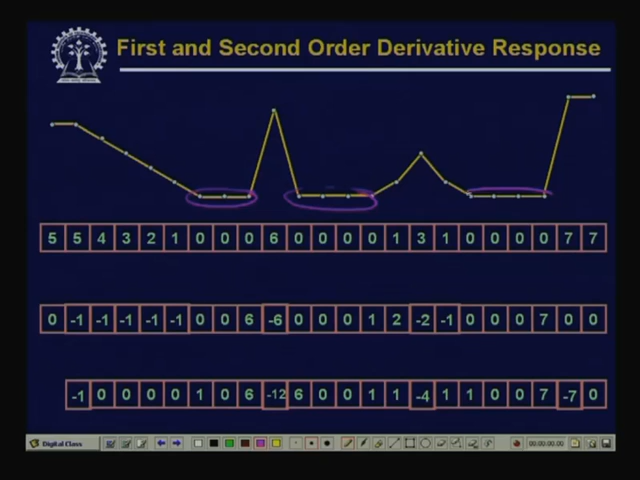 First and Second Order Derivative Response
5 5 4 3 2 1 0 0 0 6 0 0 0 0 1 3 1 0 0 0 0 7 7
0 -1 -1 -1 -1 -1 0 0 6 -6 0 0 0 1 2 -2 -1 0 0 0 7 0 0
-1 0 0 0 0 1 0 6 -12 6 0 0 1 1 -4 1 1 0 0 7 -7 0
Digital Class 00:00:00.00